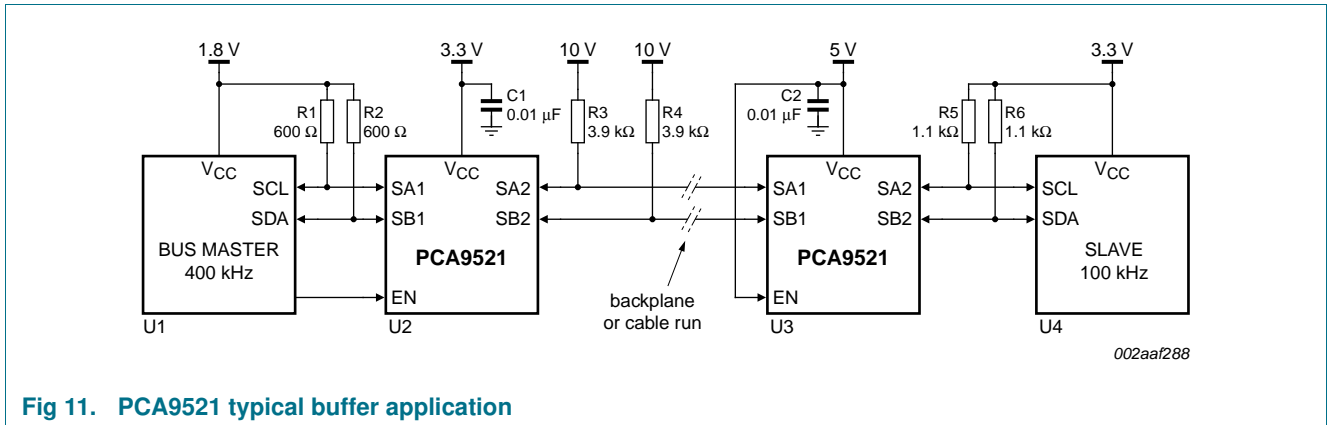 1.8 V
3.3 V
10 V
10 V
5 V
3.3 V
R1
600 Ω
R2
600 Ω
C1
0.01 μF
R3
3.9 kΩ
R4
3.9 kΩ
C2
0.01 μF
R5
1.1 kΩ
R6
1.1 kΩ
VCC
SCL
SDA
BUS MASTER
400 kHz
U1
VCC
SA1
SB1
SA2
SB2
PCA9521
EN
U2
backplane
or cable run
VCC
SA1
SB1
SA2
SB2
PCA9521
EN
U3
VCC
SCL
SDA
SLAVE
100 kHz
U4
002aaf288
Fig 11. PCA9521 typical buffer application